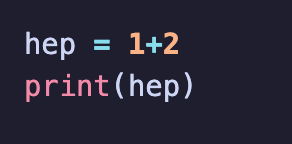 hep = 1+2
print(hep)